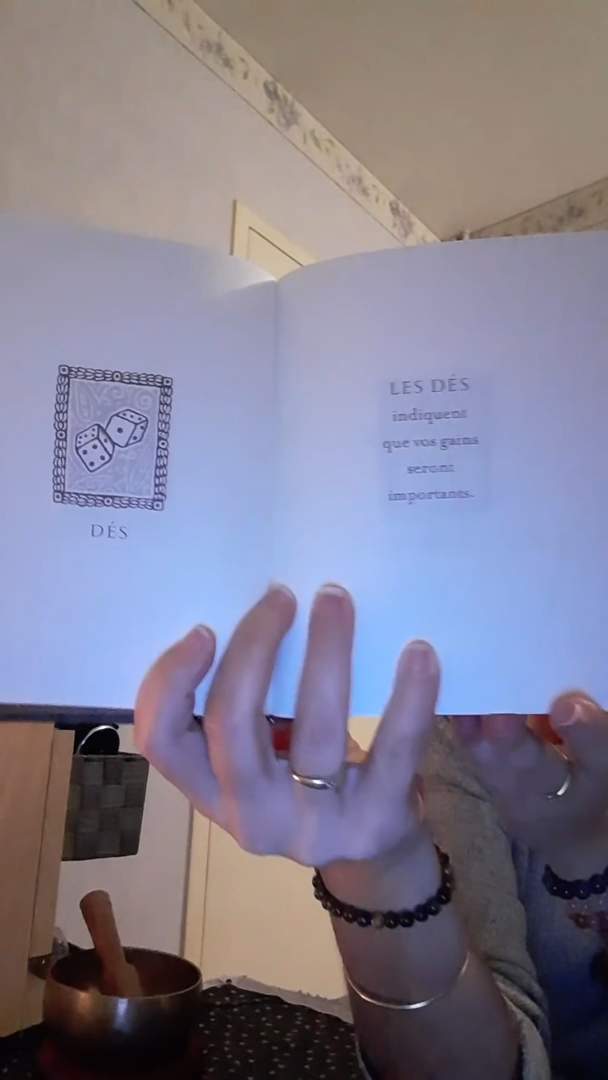 DÉS
LES DÉS
indiquent
que vos gains
seront
importants.